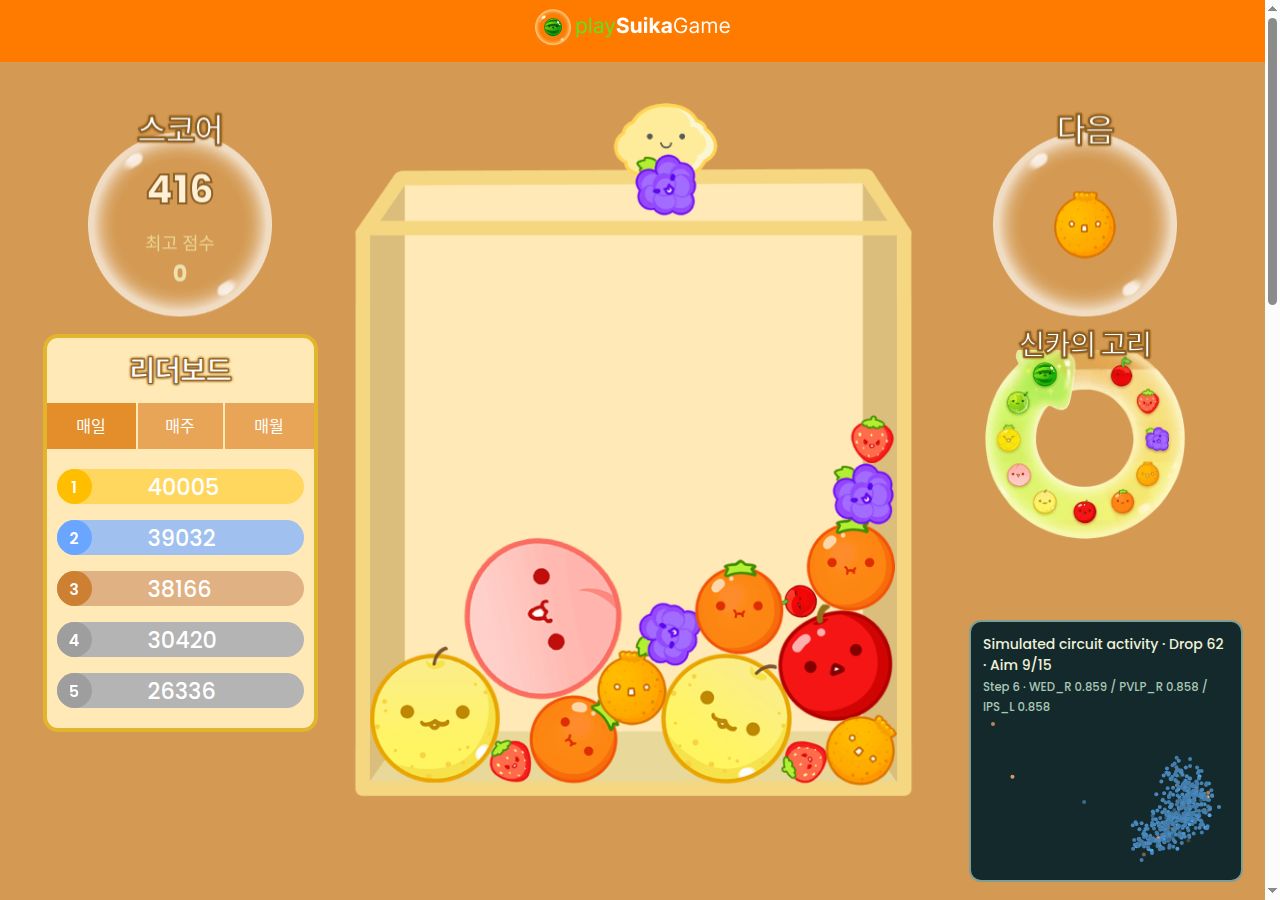 playSuikaGame
스코어
416
최고 점수
0
다음
신카의 고리
리더보드
매일 매주 매월
1 40005
2 39032
3 38166
4 30420
5 26336
Simulated circuit activity · Drop 62
· Aim 9/15
Step 6 · WED_R 0.859 / PVLP_R 0.858 /
IPS_L 0.858